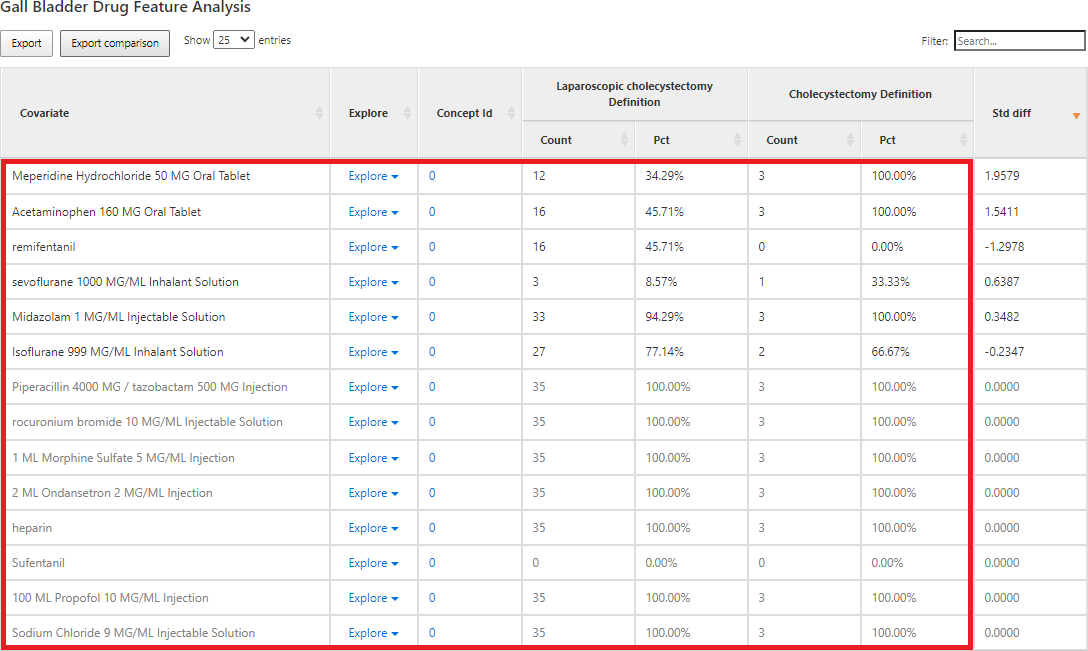 Gall Bladder Drug Feature Analysis
Export Export comparison Show 25 entries Filter: Search...
Covariate Explore Concept Id Laparoscopic cholecystectomy Definition Cholecystectomy Definition Std diff
Count Pct Count Pct
Meperidine Hydrochloride 50 MG Oral Tablet Explore 0 12 34.29% 3 100.00% 1.9579
Acetaminophen 160 MG Oral Tablet Explore 0 16 45.71% 3 100.00% 1.5411
remifentanil Explore 0 16 45.71% 0 0.00% -1.2978
sevoflurane 1000 MG/ML Inhalant Solution Explore 0 3 8.57% 1 33.33% 0.6387
Midazolam 1 MG/ML Injectable Solution Explore 0 33 94.29% 3 100.00% 0.3482
Isoflurane 999 MG/ML Inhalant Solution Explore 0 27 77.14% 2 66.67% -0.2347
Piperacillin 4000 MG / tazobactam 500 MG Injection Explore 0 35 100.00% 3 100.00% 0.0000
rocuronium bromide 10 MG/ML Injectable Solution Explore 0 35 100.00% 3 100.00% 0.0000
1 ML Morphine Sulfate 5 MG/ML Injection Explore 0 35 100.00% 3 100.00% 0.0000
2 ML Ondansetron 2 MG/ML Injection Explore 0 35 100.00% 3 100.00% 0.0000
heparin Explore 0 35 100.00% 3 100.00% 0.0000
Sufentanil Explore 0 0 0.00% 0 0.00% 0.0000
100 ML Propofol 10 MG/ML Injection Explore 0 35 100.00% 3 100.00% 0.0000
Sodium Chloride 9 MG/ML Injectable Solution Explore 0 35 100.00% 3 100.00% 0.0000